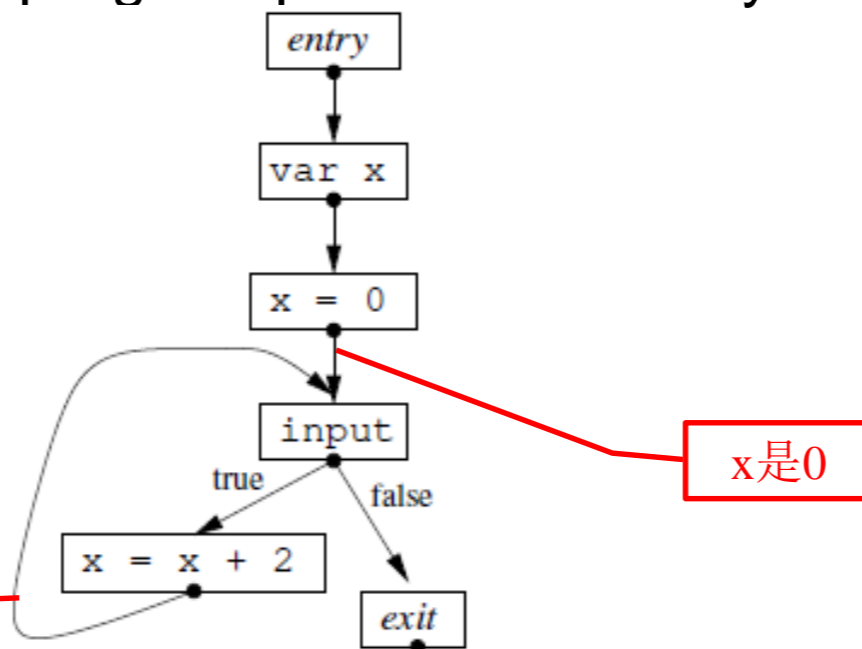 entry
var x
x = 0
input
x是0
true
false
x = x + 2
exit